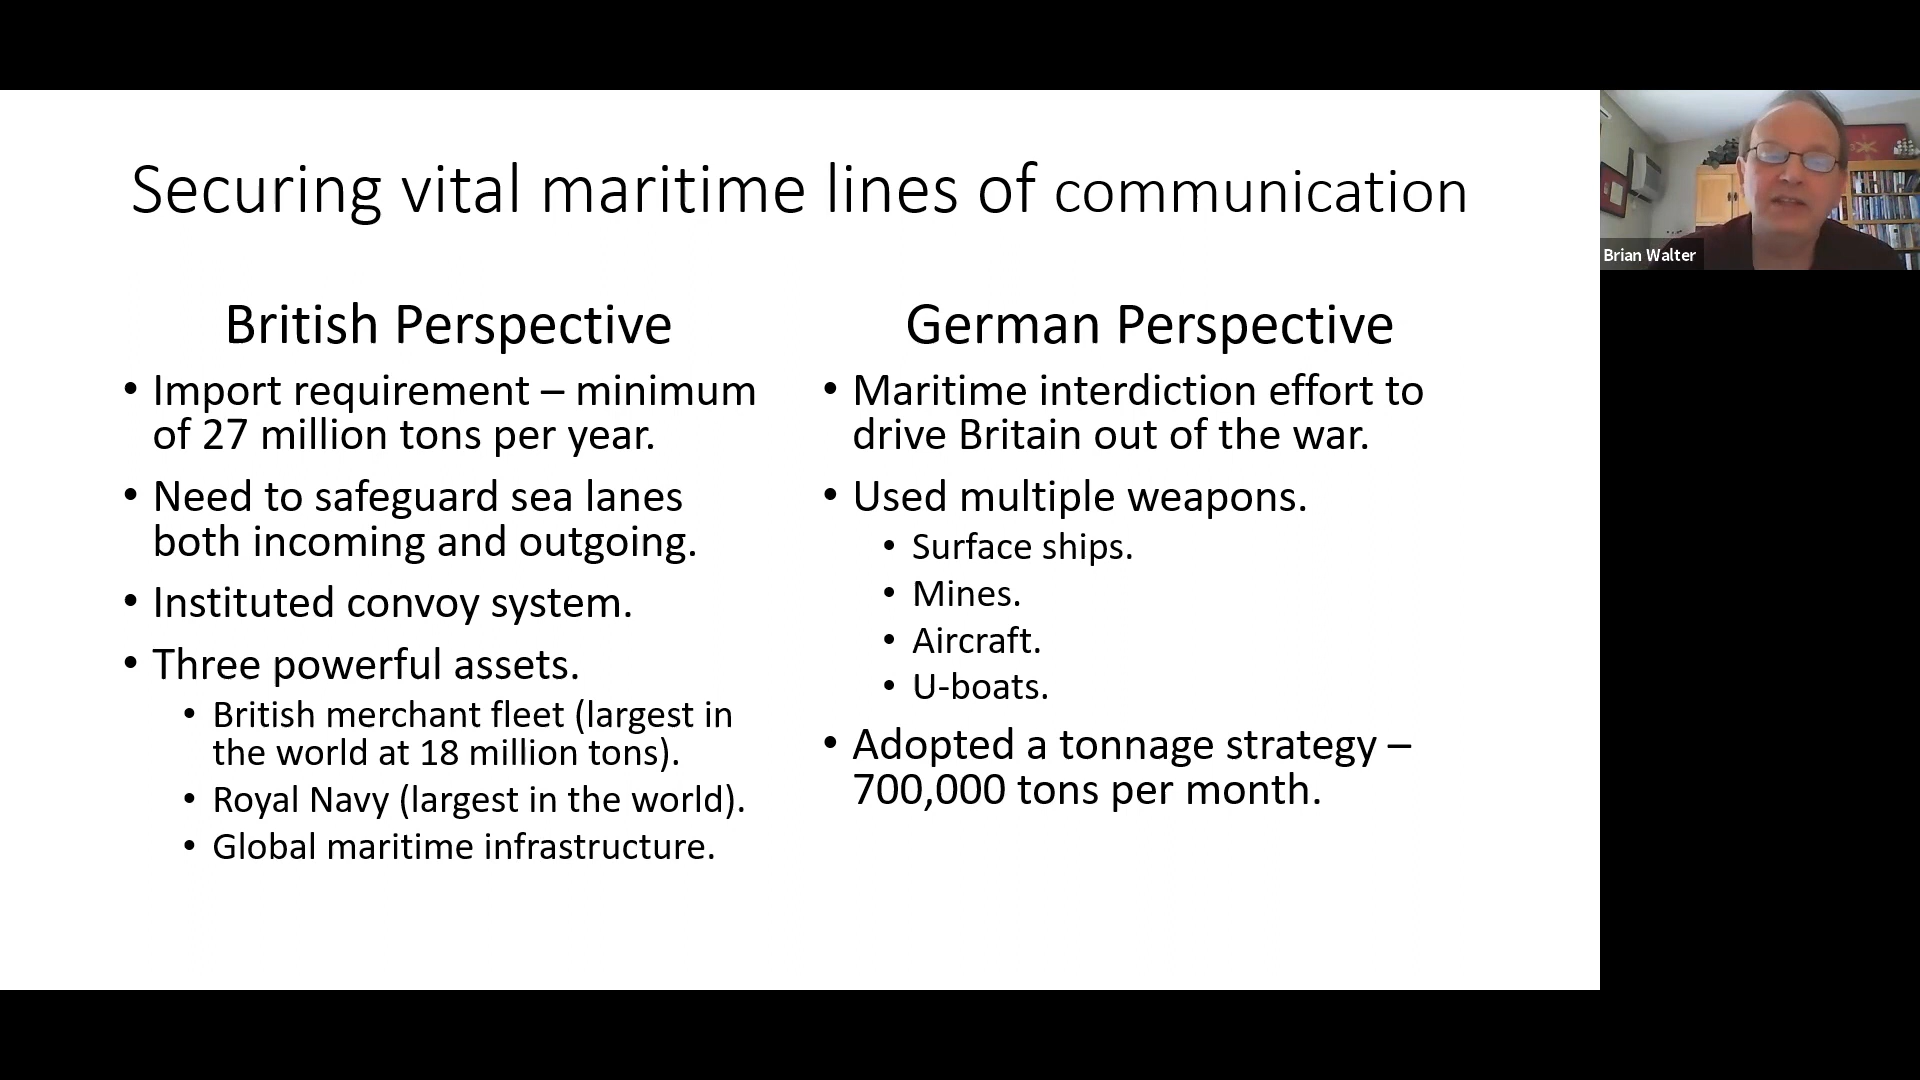 Securing vital maritime lines of communication
British Perspective
• Import requirement – minimum
of 27 million tons per year.
• Need to safeguard sea lanes
both incoming and outgoing.
• Instituted convoy system.
• Three powerful assets.
• British merchant fleet (largest in
the world at 18 million tons).
• Royal Navy (largest in the world).
• Global maritime infrastructure.
German Perspective
• Maritime interdiction effort to
drive Britain out of the war.
• Used multiple weapons.
• Surface ships.
• Mines.
• Aircraft.
• U-boats.
• Adopted a tonnage strategy –
700,000 tons per month.
Brian Walter